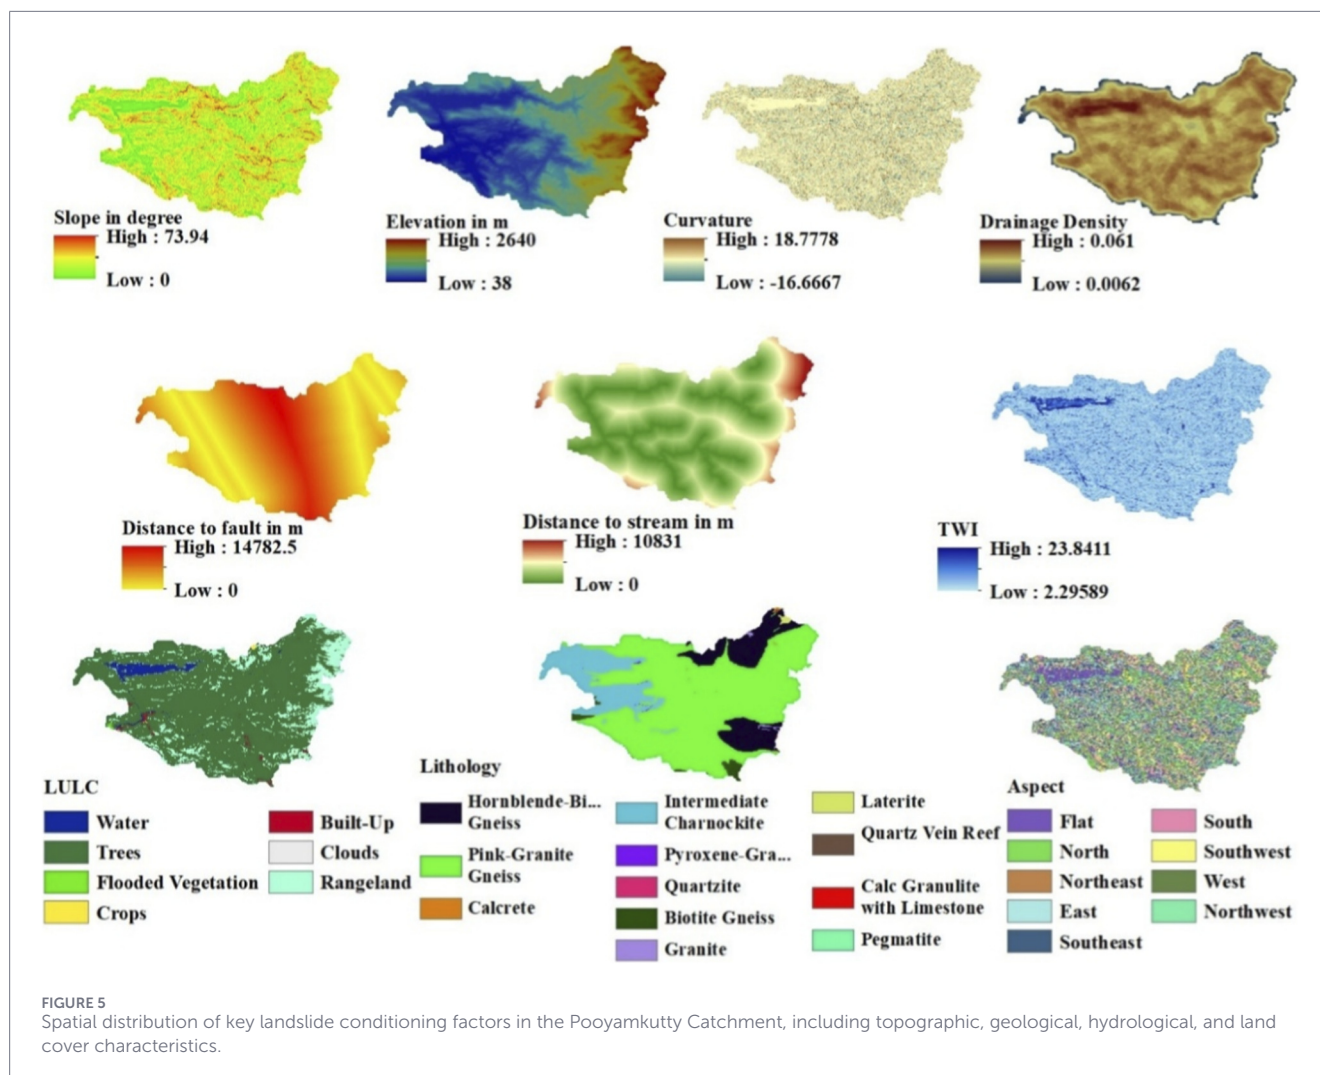 Slope in degree
High : 73.94
Low : 0
Elevation in m
High : 2640
Low : 38
Curvature
High : 18.7778
Low : -16.6667
Drainage Density
High : 0.061
Low : 0.0062
Distance to fault in m
High : 14782.5
Low : 0
Distance to stream in m
High : 10831
Low : 0
TWI
High : 23.8411
Low : 2.29589
LULC
Water
Trees
Flooded Vegetation
Crops
Built-Up
Clouds
Rangeland
Lithology
Hornblende-Bi...
Gneiss
Pink-Granite
Gneiss
Calcrete
Intermediate
Charnockite
Pyroxene-Gra...
Quartzite
Biotite Gneiss
Granite
Laterite
Quartz Vein Reef
Calc Granulite
with Limestone
Pegmatite
Aspect
Flat
North
Northeast
East
Southeast
South
Southwest
West
Northwest
FIGURE 5
Spatial distribution of key landslide conditioning factors in the Pooyamkutty Catchment, including topographic, geological, hydrological, and land
cover characteristics.